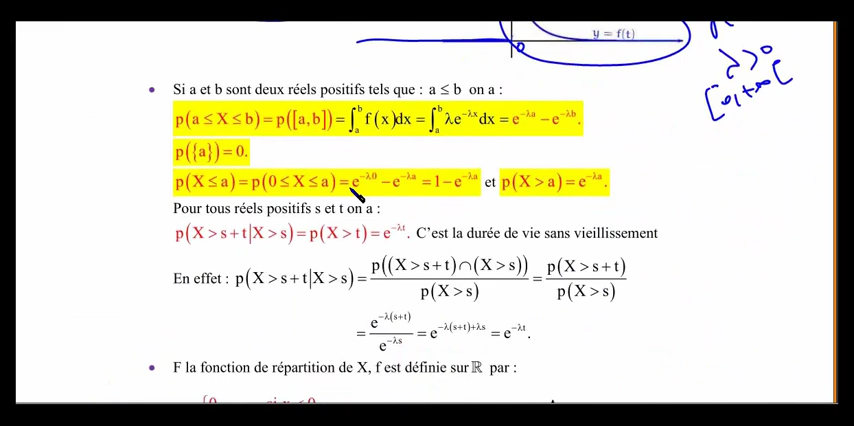 y = f(t)
0
λ > 0
[0, +∞[
• Si a et b sont deux réels positifs tels que : a ≤ b on a :
p(a ≤ X ≤ b) = p([a,b]) = ∫_a^b f(x)dx = ∫_a^b λe^{-λx}dx = e^{-λa} − e^{-λb}.
p({a}) = 0.
p(X ≤ a) = p(0 ≤ X ≤ a) = e^{-λ0} − e^{-λa} = 1 − e^{-λa} et p(X > a) = e^{-λa}.
Pour tous réels positifs s et t on a :
p(X > s+t|X > s) = p(X > t) = e^{-λt}. C’est la durée de vie sans vieillissement
En effet : p(X > s+t|X > s) = p((X > s+t)∩(X > s)) / p(X > s) = p(X > s+t) / p(X > s)
= e^{-λ(s+t)} / e^{-λs} = e^{-λ(s+t)+λs} = e^{-λt}.
• F la fonction de répartition de X, f est définie sur ℝ par :